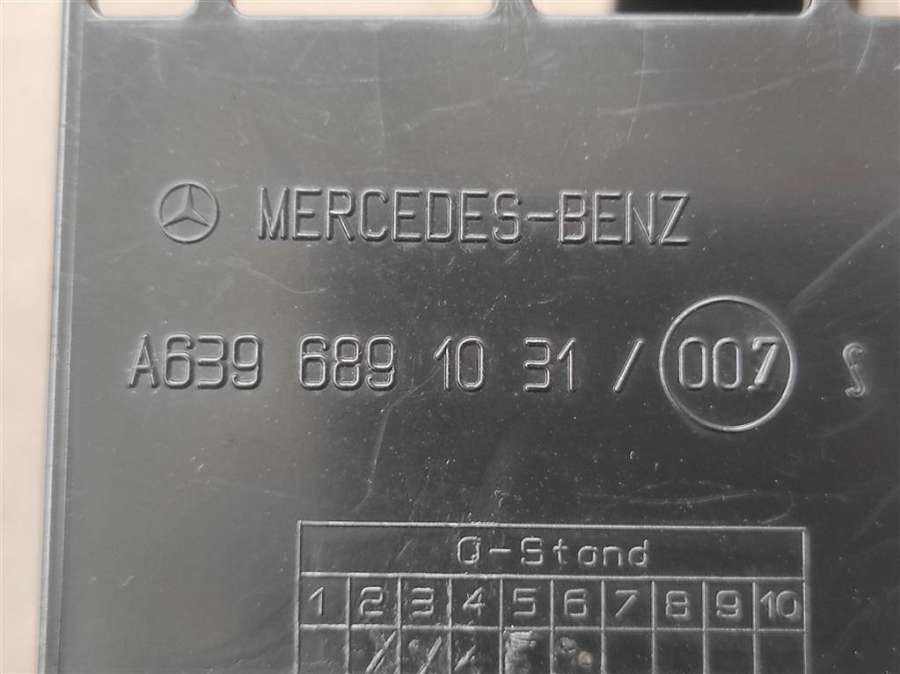 MERCEDES-BENZ
A639 689 10 31 / 007
Q-Stand
1 2 3 4 5 6 7 8 9 10